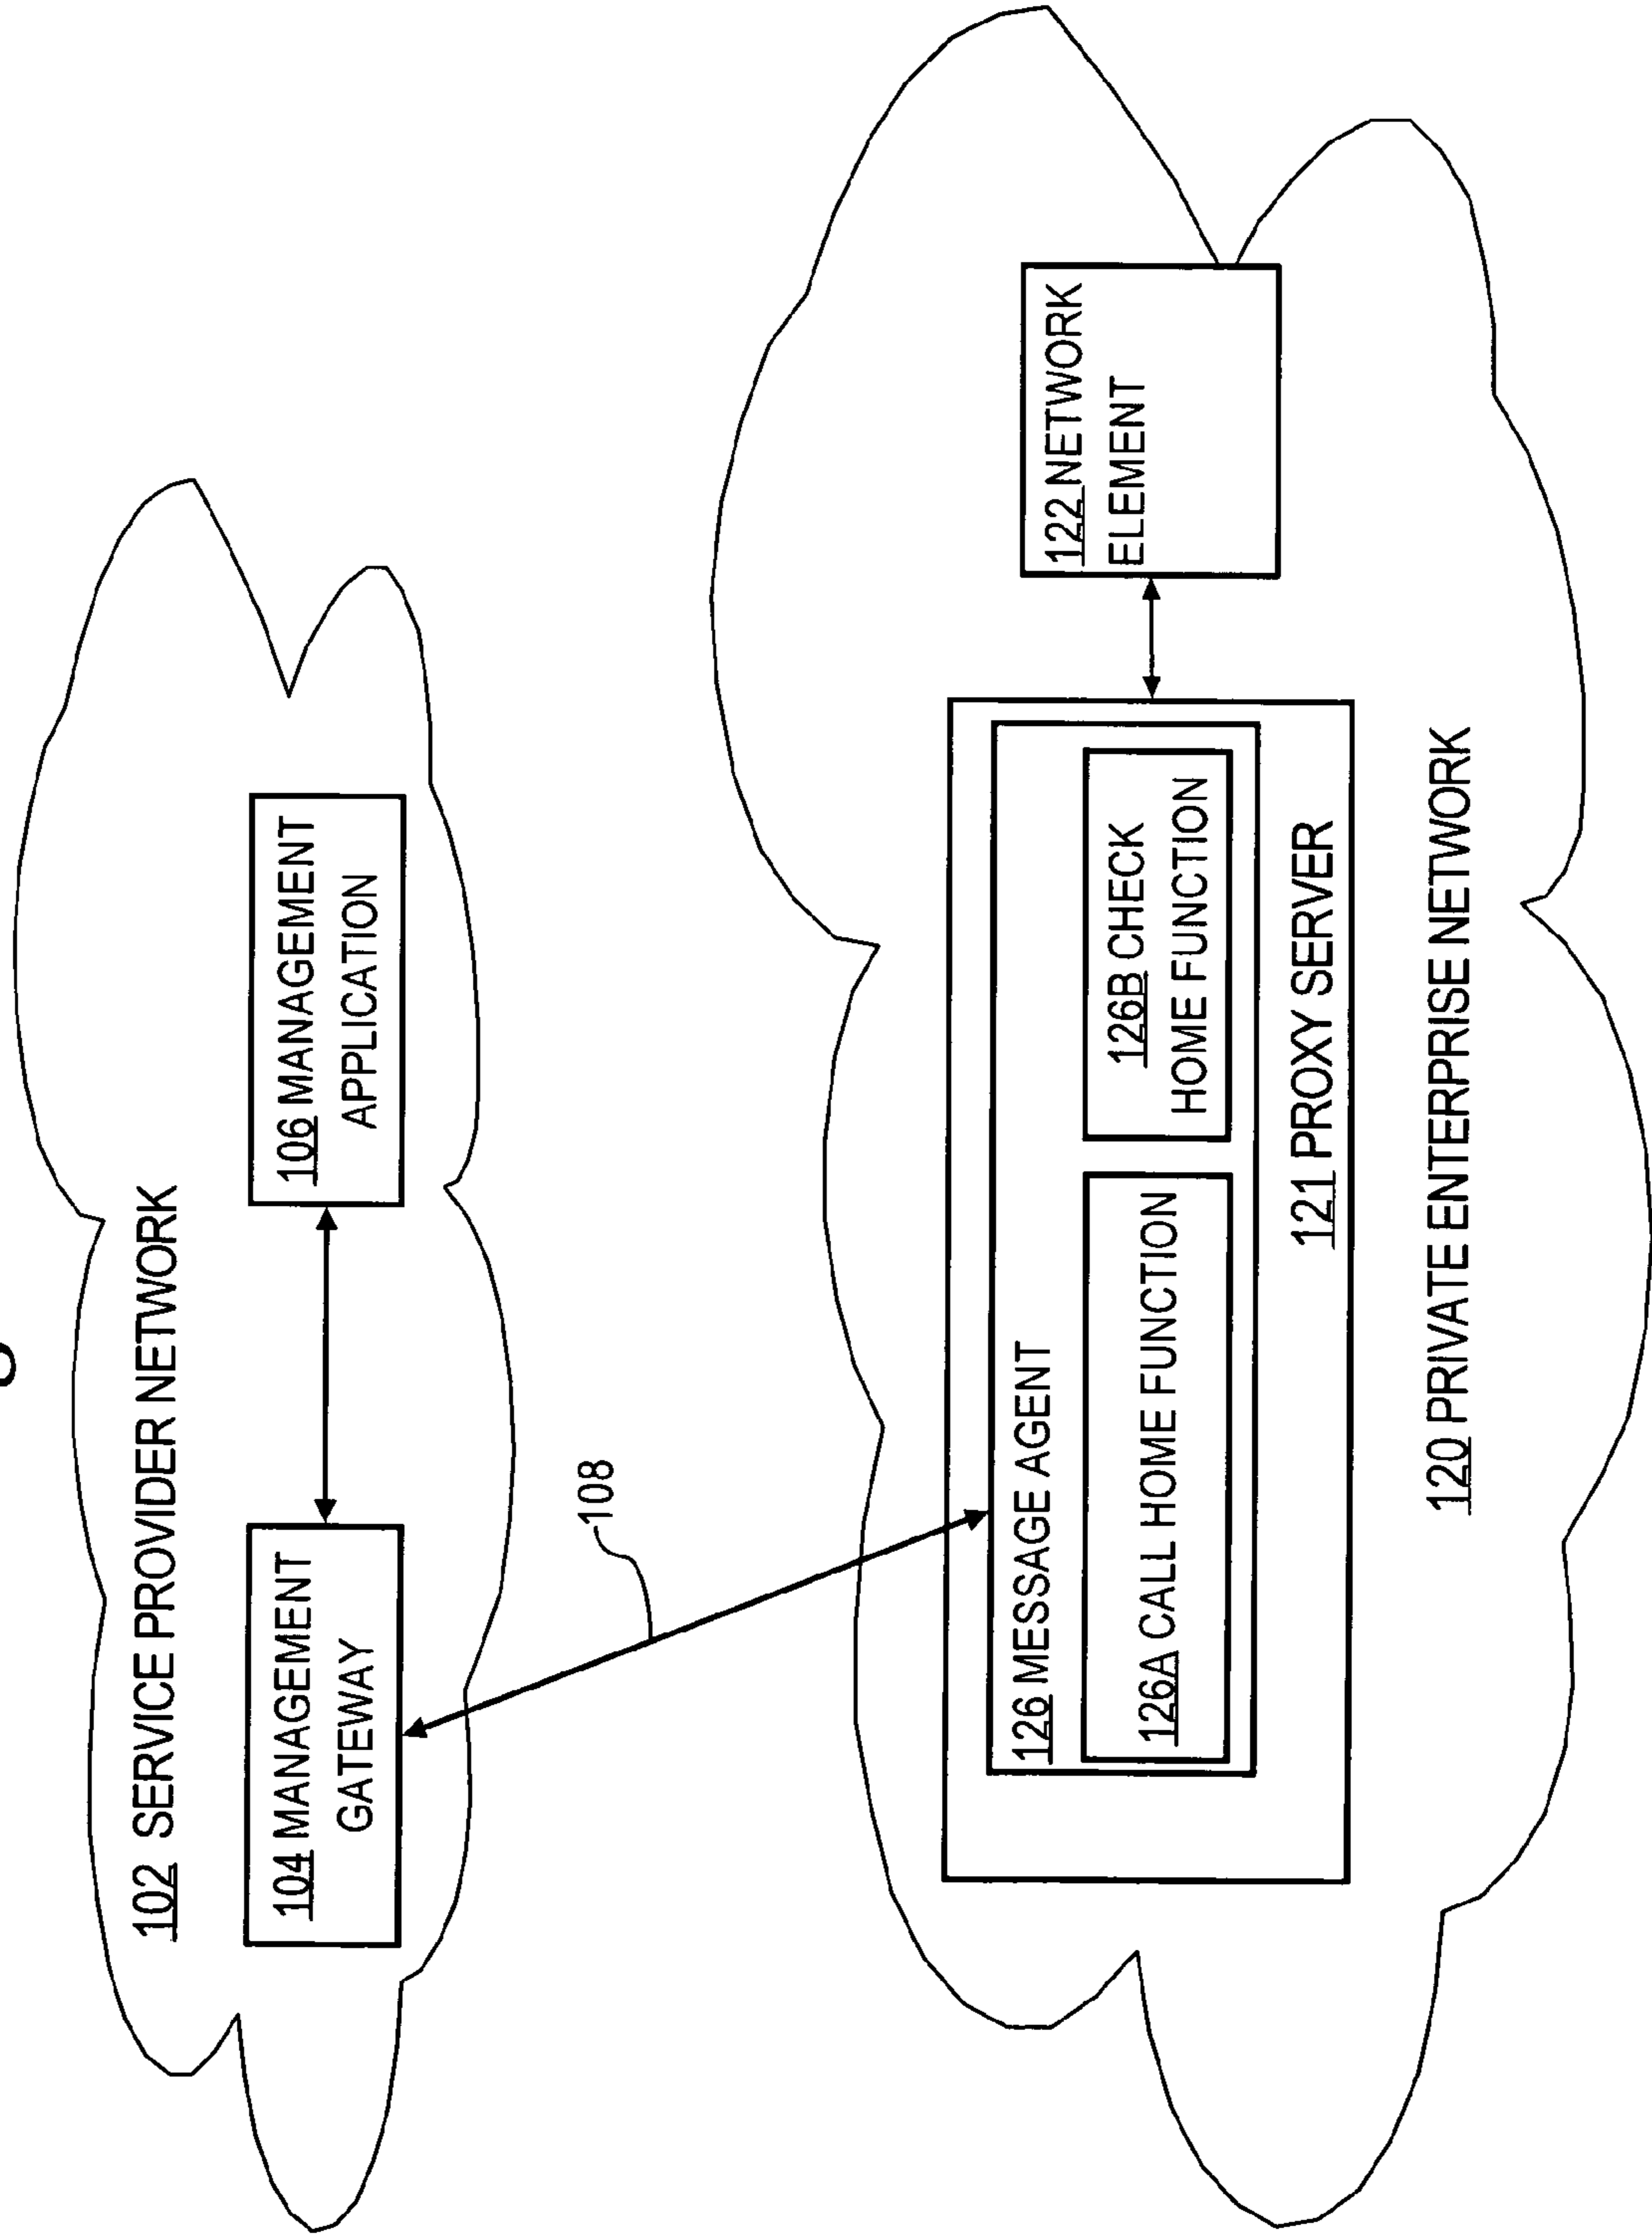 102 SERVICE PROVIDER NETWORK
104 MANAGEMENT
GATEWAY
106 MANAGEMENT
APPLICATION
108
126 MESSAGE AGENT
126A CALL HOME FUNCTION
126B CHECK
HOME FUNCTION
122 NETWORK
ELEMENT
121 PROXY SERVER
120 PRIVATE ENTERPRISE NETWORK